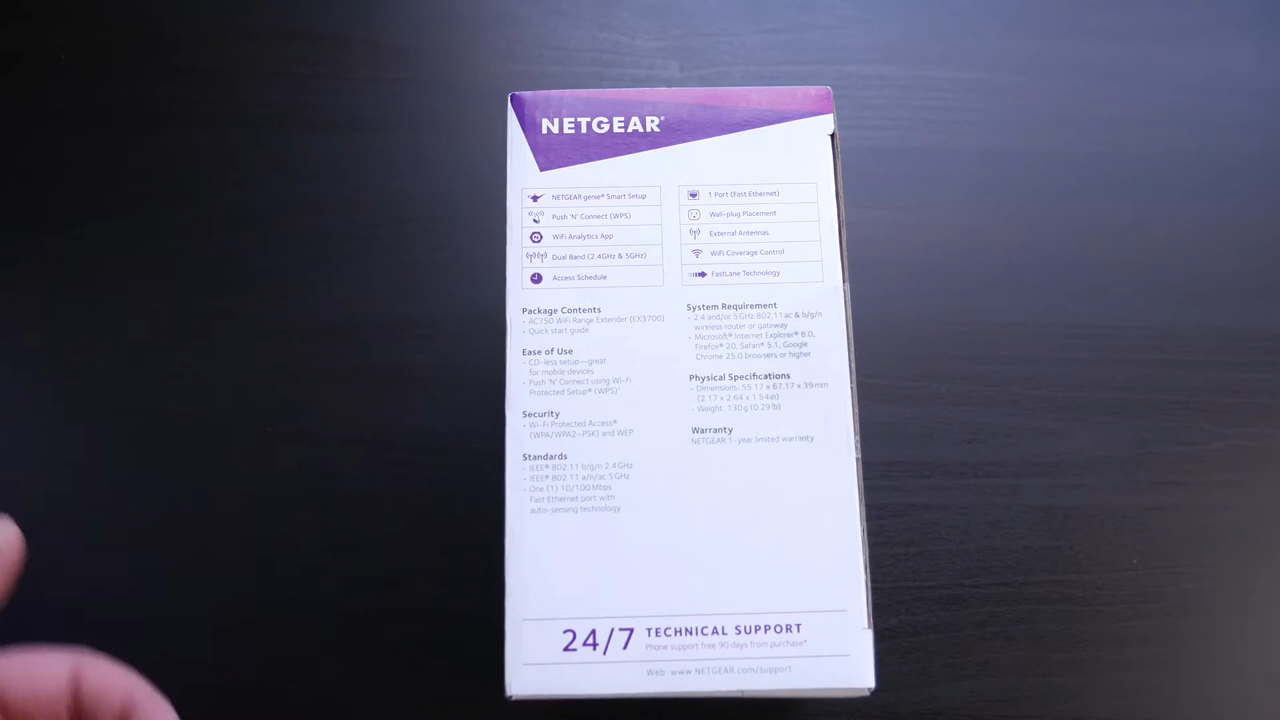 NETGEAR®
NETGEAR genie® Smart Setup
Push 'N' Connect (WPS)
WiFi Analytics App
Dual Band (2.4GHz & 5GHz)
Access Schedule
1 Port (Fast Ethernet)
Wall-plug Placement
External Antennas
WiFi Coverage Control
FastLane Technology
Package Contents
- AC750 WiFi Range Extender (EX3700)
- Quick start guide
Ease of Use
- CD-less setup—great
for mobile devices
- Push 'N' Connect using Wi-Fi
Protected Setup® (WPS)¹
Security
- Wi-Fi Protected Access®
(WPA/WPA2-PSK) and WEP
Standards
- IEEE® 802.11 b/g/n 2.4GHz
- IEEE® 802.11 a/n/ac 5GHz
- One (1) 10/100Mbps
Fast Ethernet port with
auto-sensing technology
System Requirement
- 2.4 and/or 5GHz 802.11 ac & b/g/n
wireless router or gateway
- Microsoft® Internet Explorer® 8.0,
Firefox® 20, Safari® 5.1, Google
Chrome 25.0 browsers or higher
Physical Specifications
- Dimensions: 55.17 x 67.17 x 39mm
(2.17 x 2.64 x 1.54in)
- Weight: 130g (0.29lb)
Warranty
NETGEAR 1-year limited warranty
24/7 TECHNICAL SUPPORT
Phone support free 90 days from purchase*
Web www.NETGEAR.com/support